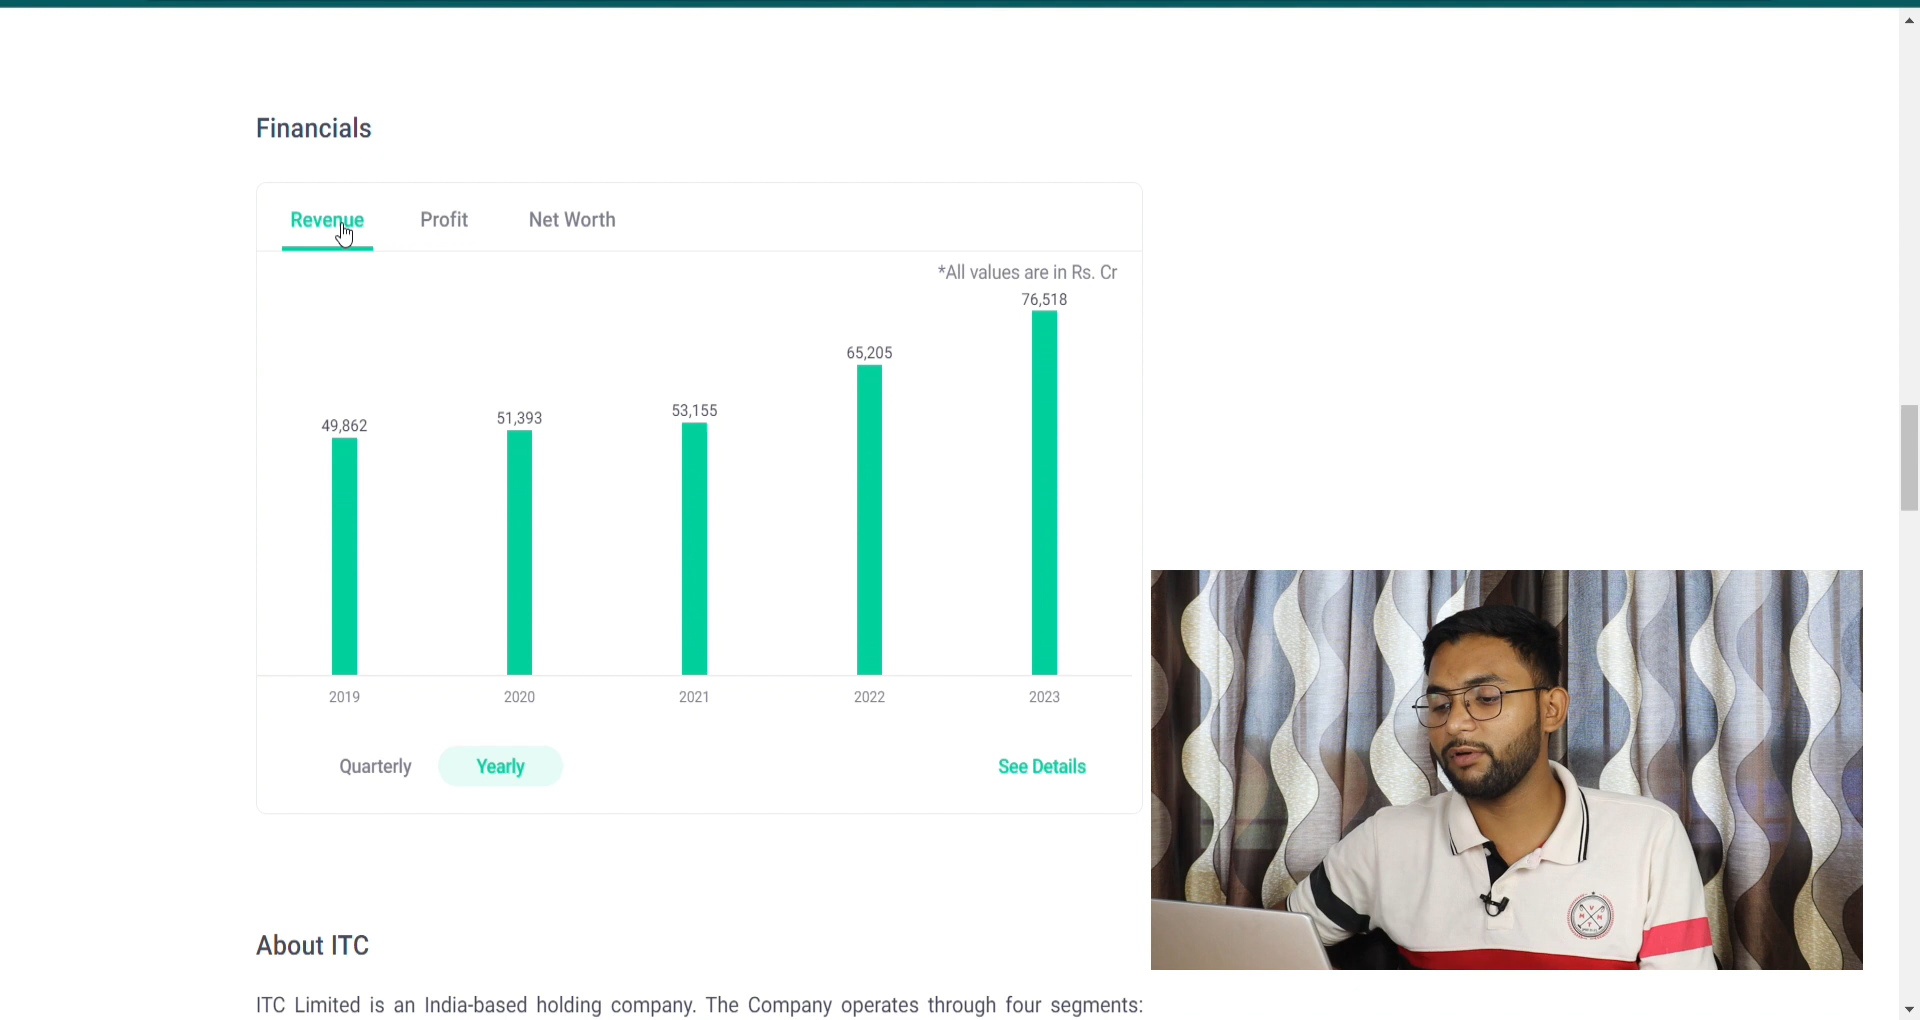 Financials
Revenue Profit Net Worth
*All values are in Rs. Cr
76,518
65,205
53,155
51,393
49,862
2019 2020 2021 2022 2023
Quarterly Yearly See Details
About ITC
ITC Limited is an India-based holding company. The Company operates through four segments: